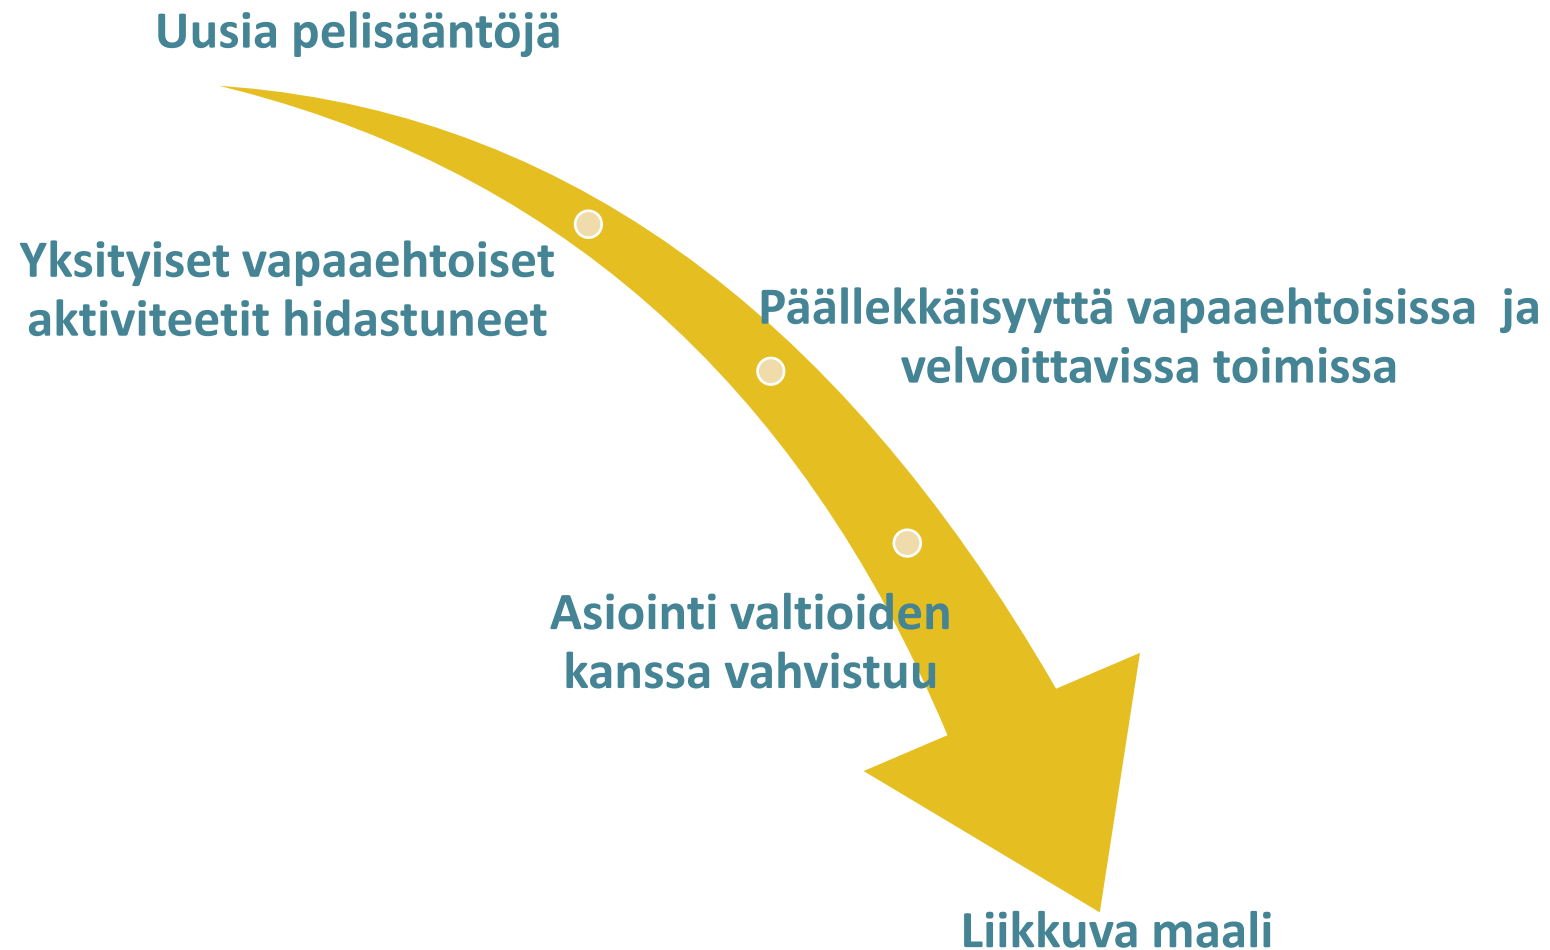 Uusia pelisääntöjä
Yksityiset vapaaehtoiset
aktiviteetit hidastuneet
Päällekkäisyyttä vapaaehtoisissa ja
velvoittavissa toimissa
Asiointi valtioiden
kanssa vahvistuu
Liikkuva maali